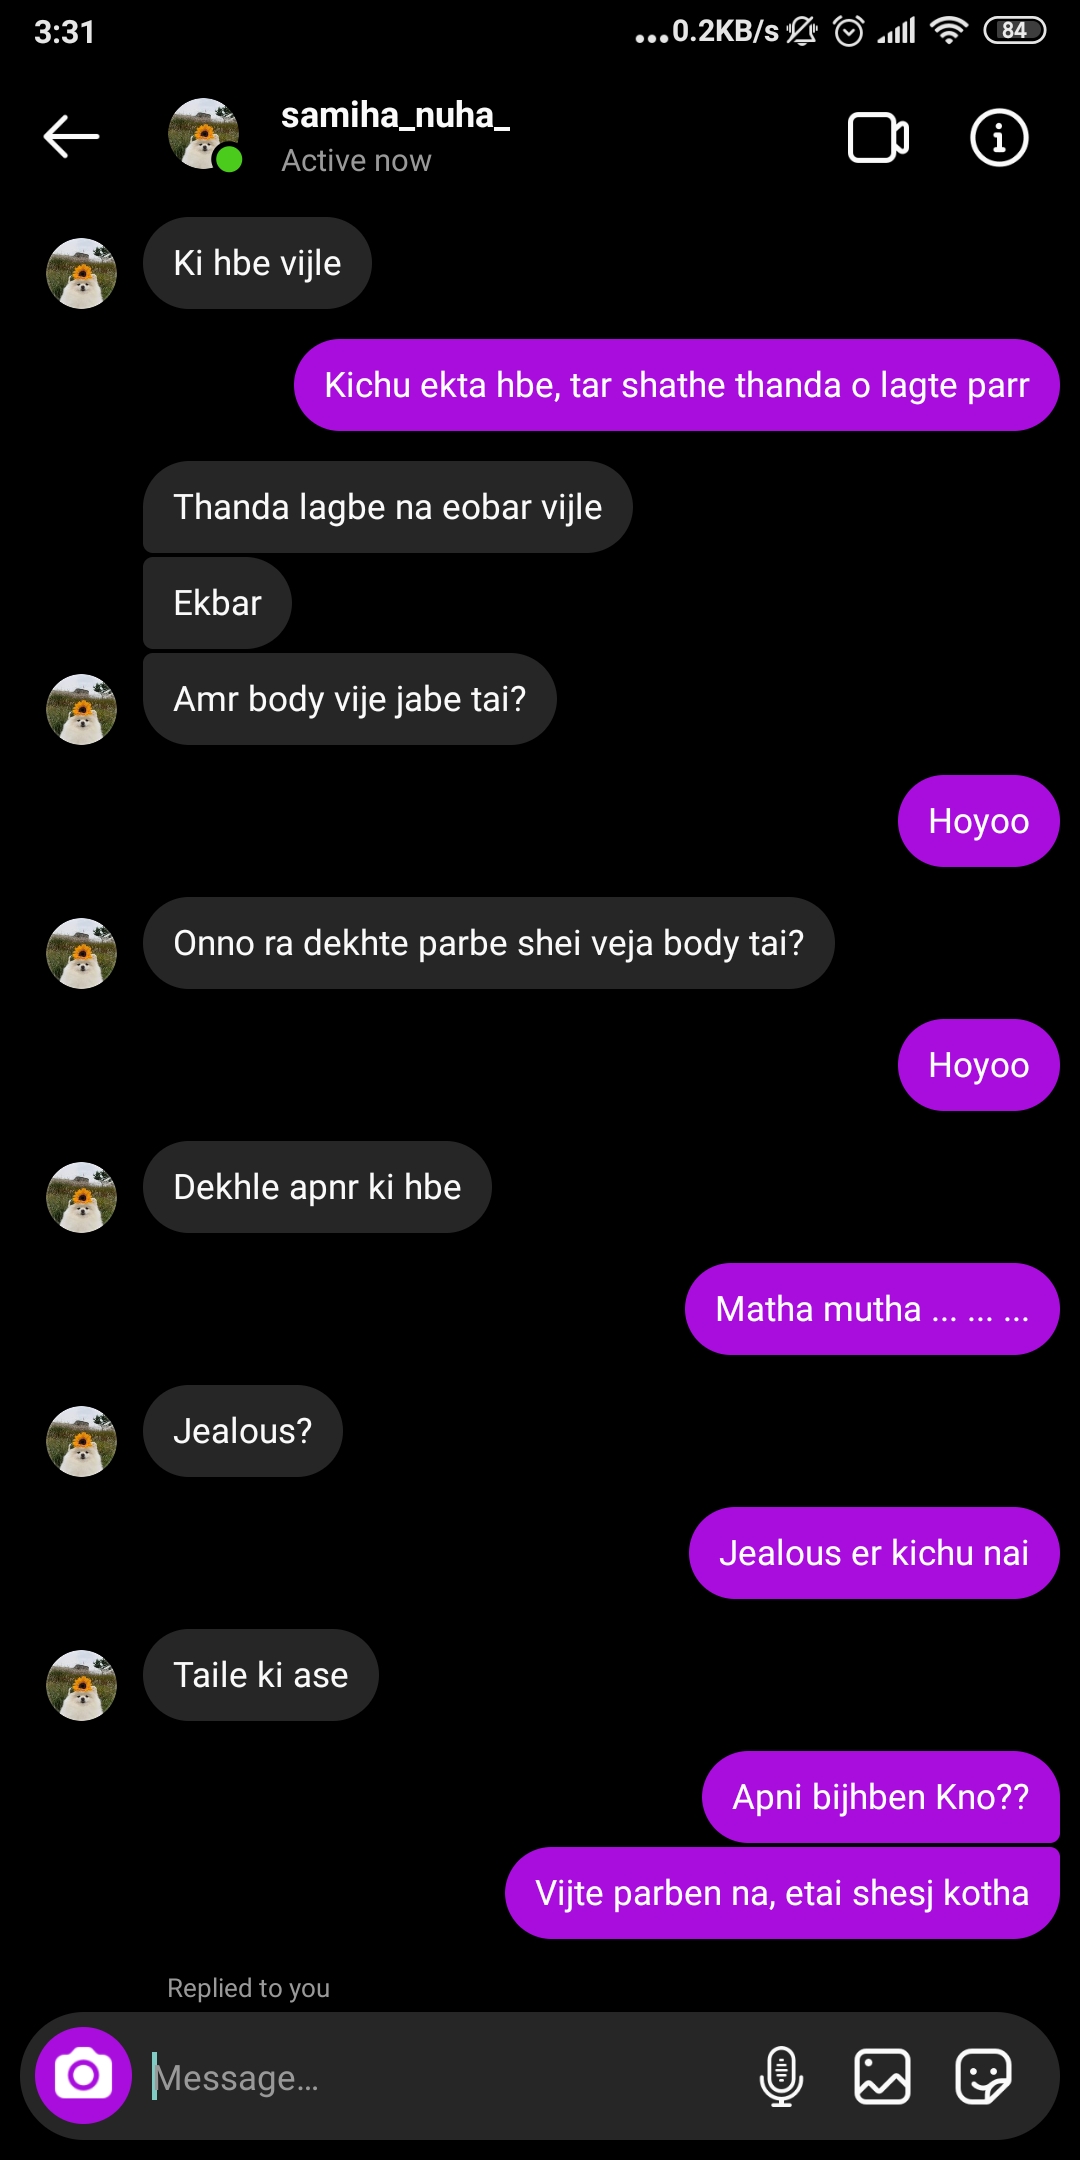 3:31
...0.2KB/s
84
samiha_nuha_
Active now
Ki hbe vijle
Kichu ekta hbe, tar shathe thanda o lagte parr
Thanda lagbe na eobar vijle
Ekbar
Amr body vije jabe tai?
Hoyoo
Onno ra dekhte parbe shei veja body tai?
Hoyoo
Dekhle apnr ki hbe
Matha mutha ... ... ...
Jealous?
Jealous er kichu nai
Taile ki ase
Apni bijhben Kno??
Vijte parben na, etai shesj kotha
Replied to you
Message...